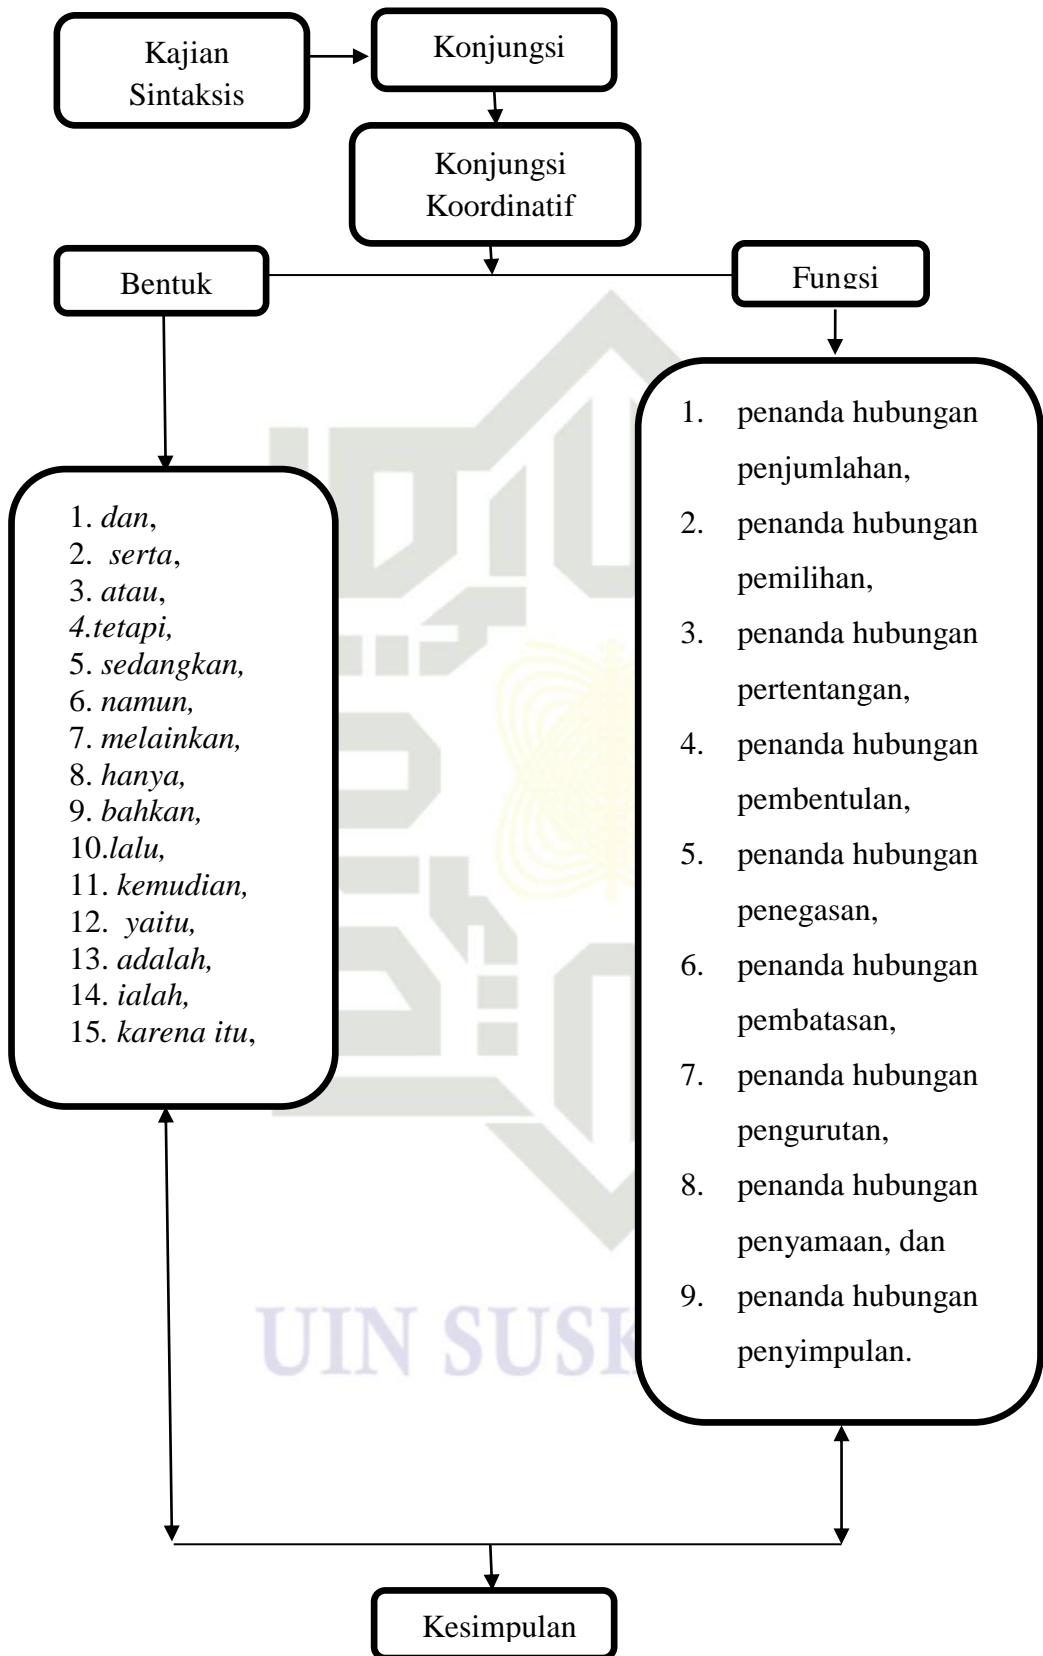 Kajian
Sintaksis
Konjungsi
Konjungsi
Koordinatif
Bentuk
Fungsi
1. dan,
2. serta,
3. atau,
4.tetapi,
5. sedangkan,
6. namun,
7. melainkan,
8. hanya,
9. bahkan,
10.lalu,
11. kemudian,
12. yaitu,
13. adalah,
14. ialah,
15. karena itu,
1. penanda hubungan
penjumlahan,
2. penanda hubungan
pemilihan,
3. penanda hubungan
pertentangan,
4. penanda hubungan
pembentulan,
5. penanda hubungan
penegasan,
6. penanda hubungan
pembatasan,
7. penanda hubungan
pengurutan,
8. penanda hubungan
penyamaan, dan
9. penanda hubungan
penyimpulan.
UIN
Kesimpulan